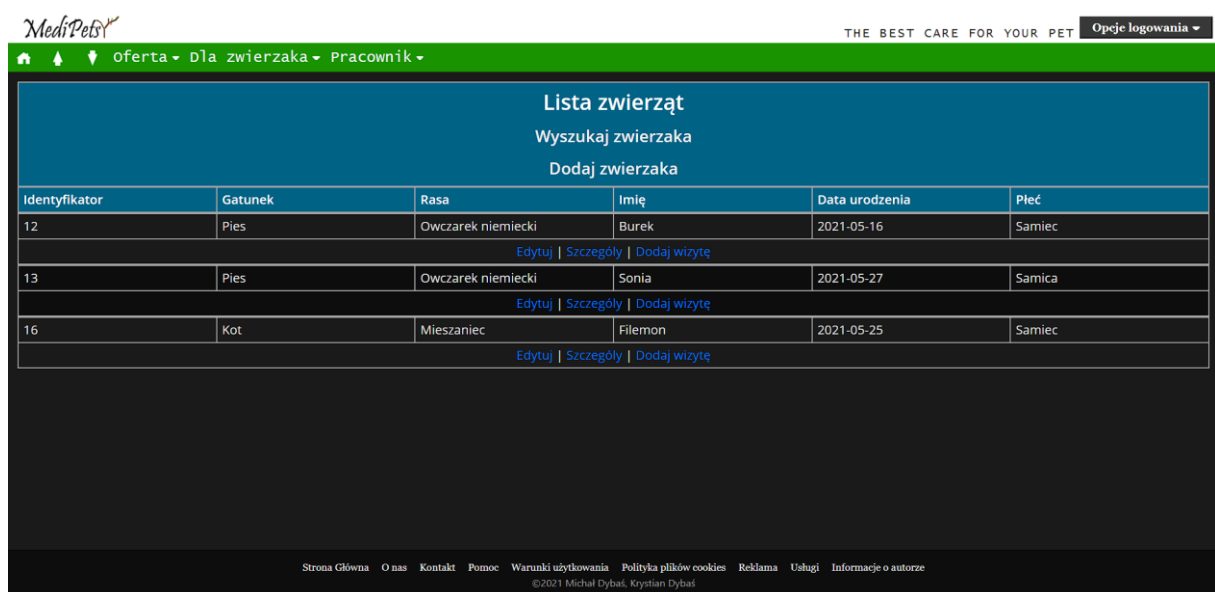 MediPets
THE BEST CARE FOR YOUR PET
Opcje logowania
Oferta Dla zwierzaka Pracownik
Lista zwierząt
Wyszukaj zwierzaka
Dodaj zwierzaka
Identyfikator Gatunek Rasa Imię Data urodzenia Płeć
12 Pies Owczarek niemiecki Burek 2021-05-16 Samiec
Edytuj | Szczegóły | Dodaj wizytę
13 Pies Owczarek niemiecki Sonia 2021-05-27 Samica
Edytuj | Szczegóły | Dodaj wizytę
16 Kot Mieszaniec Filemon 2021-05-25 Samiec
Edytuj | Szczegóły | Dodaj wizytę
Strona Główna O nas Kontakt Pomoc Warunki użytkowania Polityka plików cookies Reklama Usługi Informacje o autorze
©2021 Michał Dybaś, Krystian Dybaś